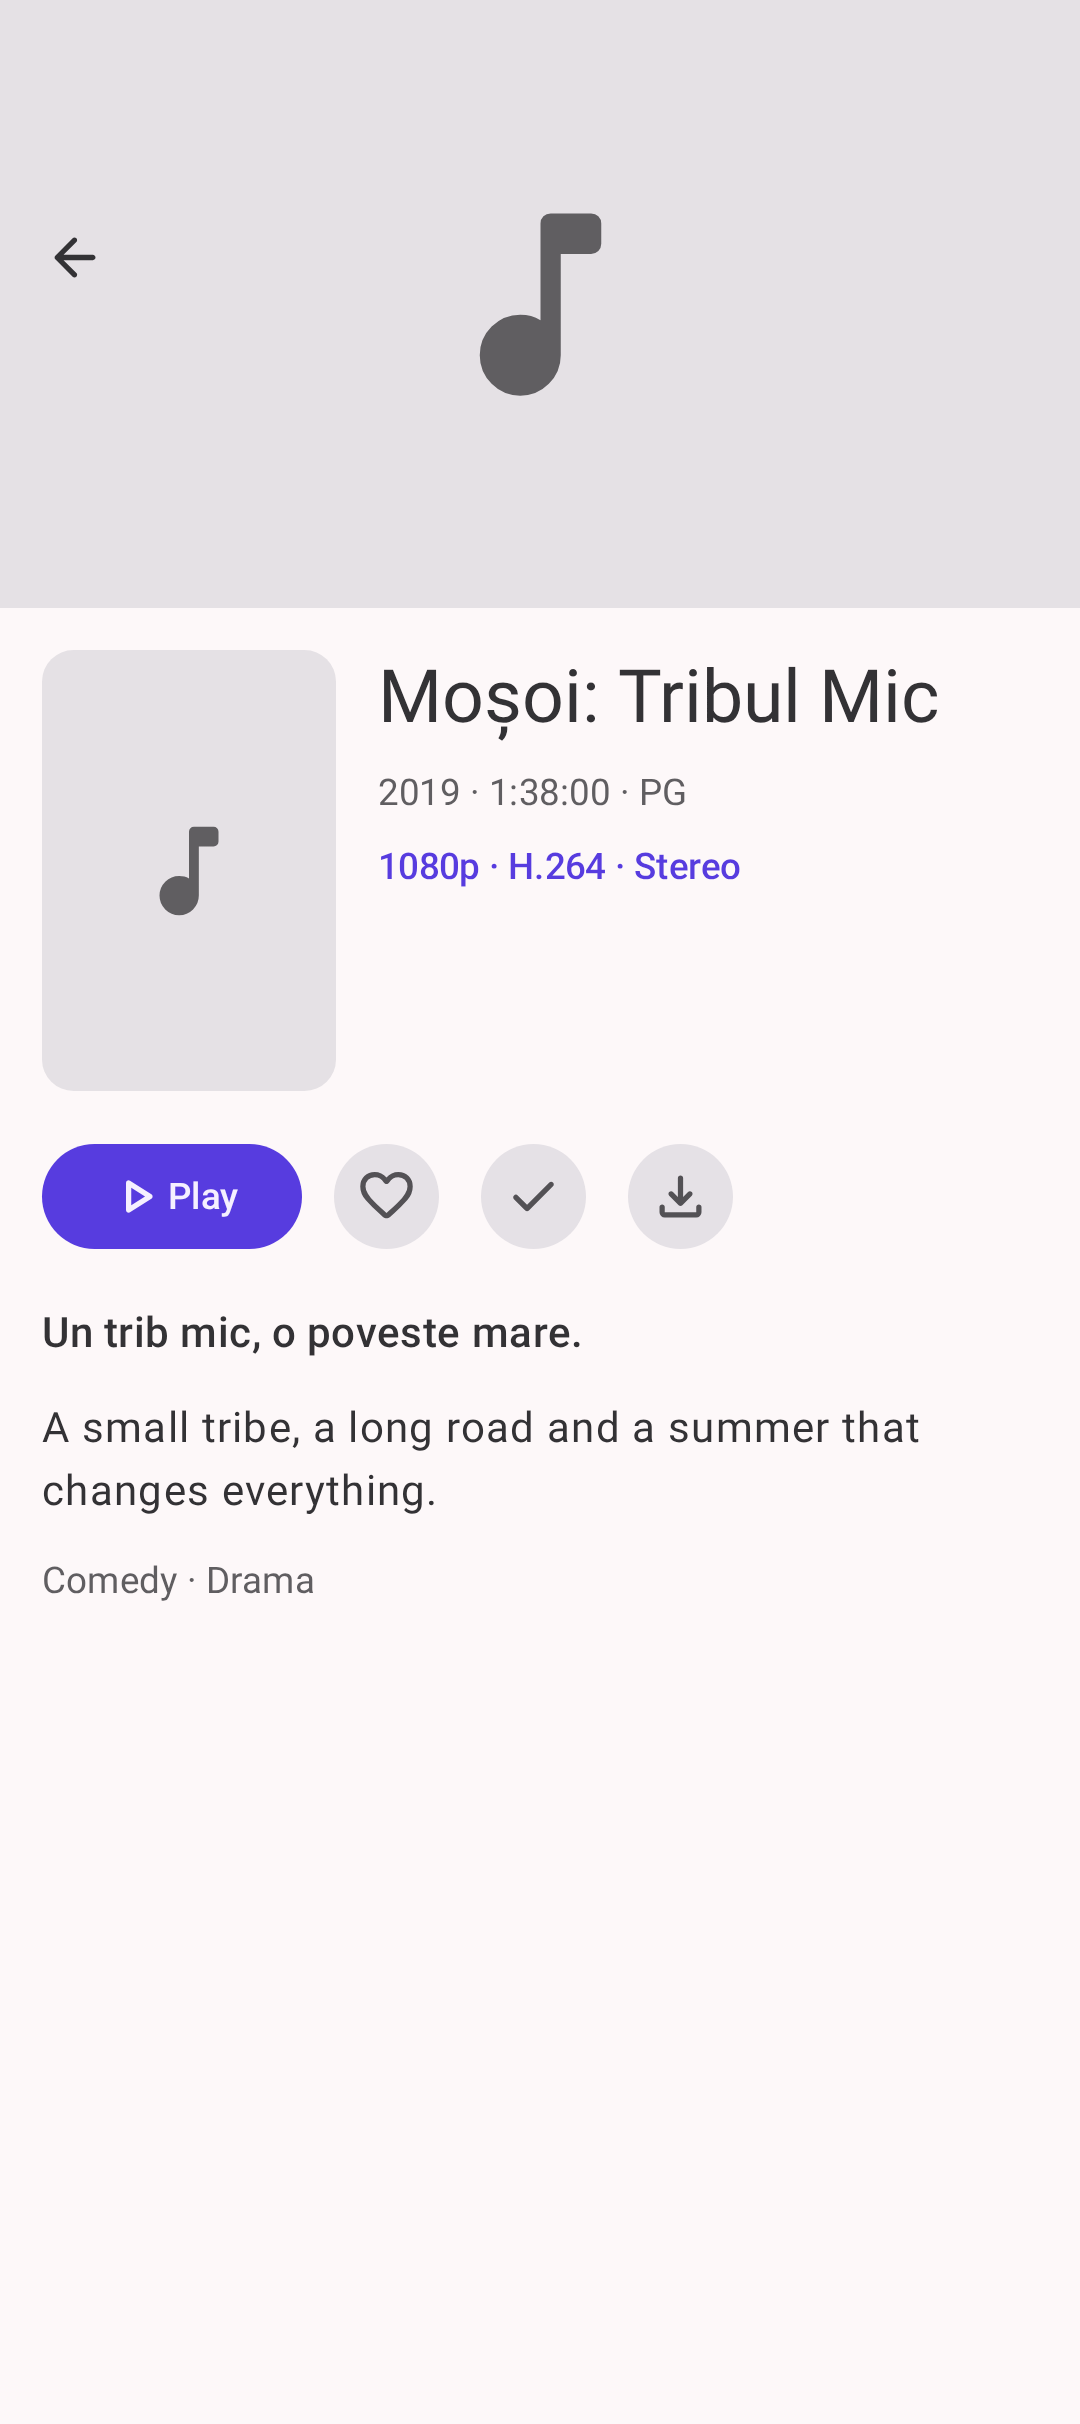 Moșoi: Tribul Mic
2019 · 1:38:00 · PG
1080p · H.264 · Stereo
Play
Un trib mic, o poveste mare.
A small tribe, a long road and a summer that
changes everything.
Comedy · Drama